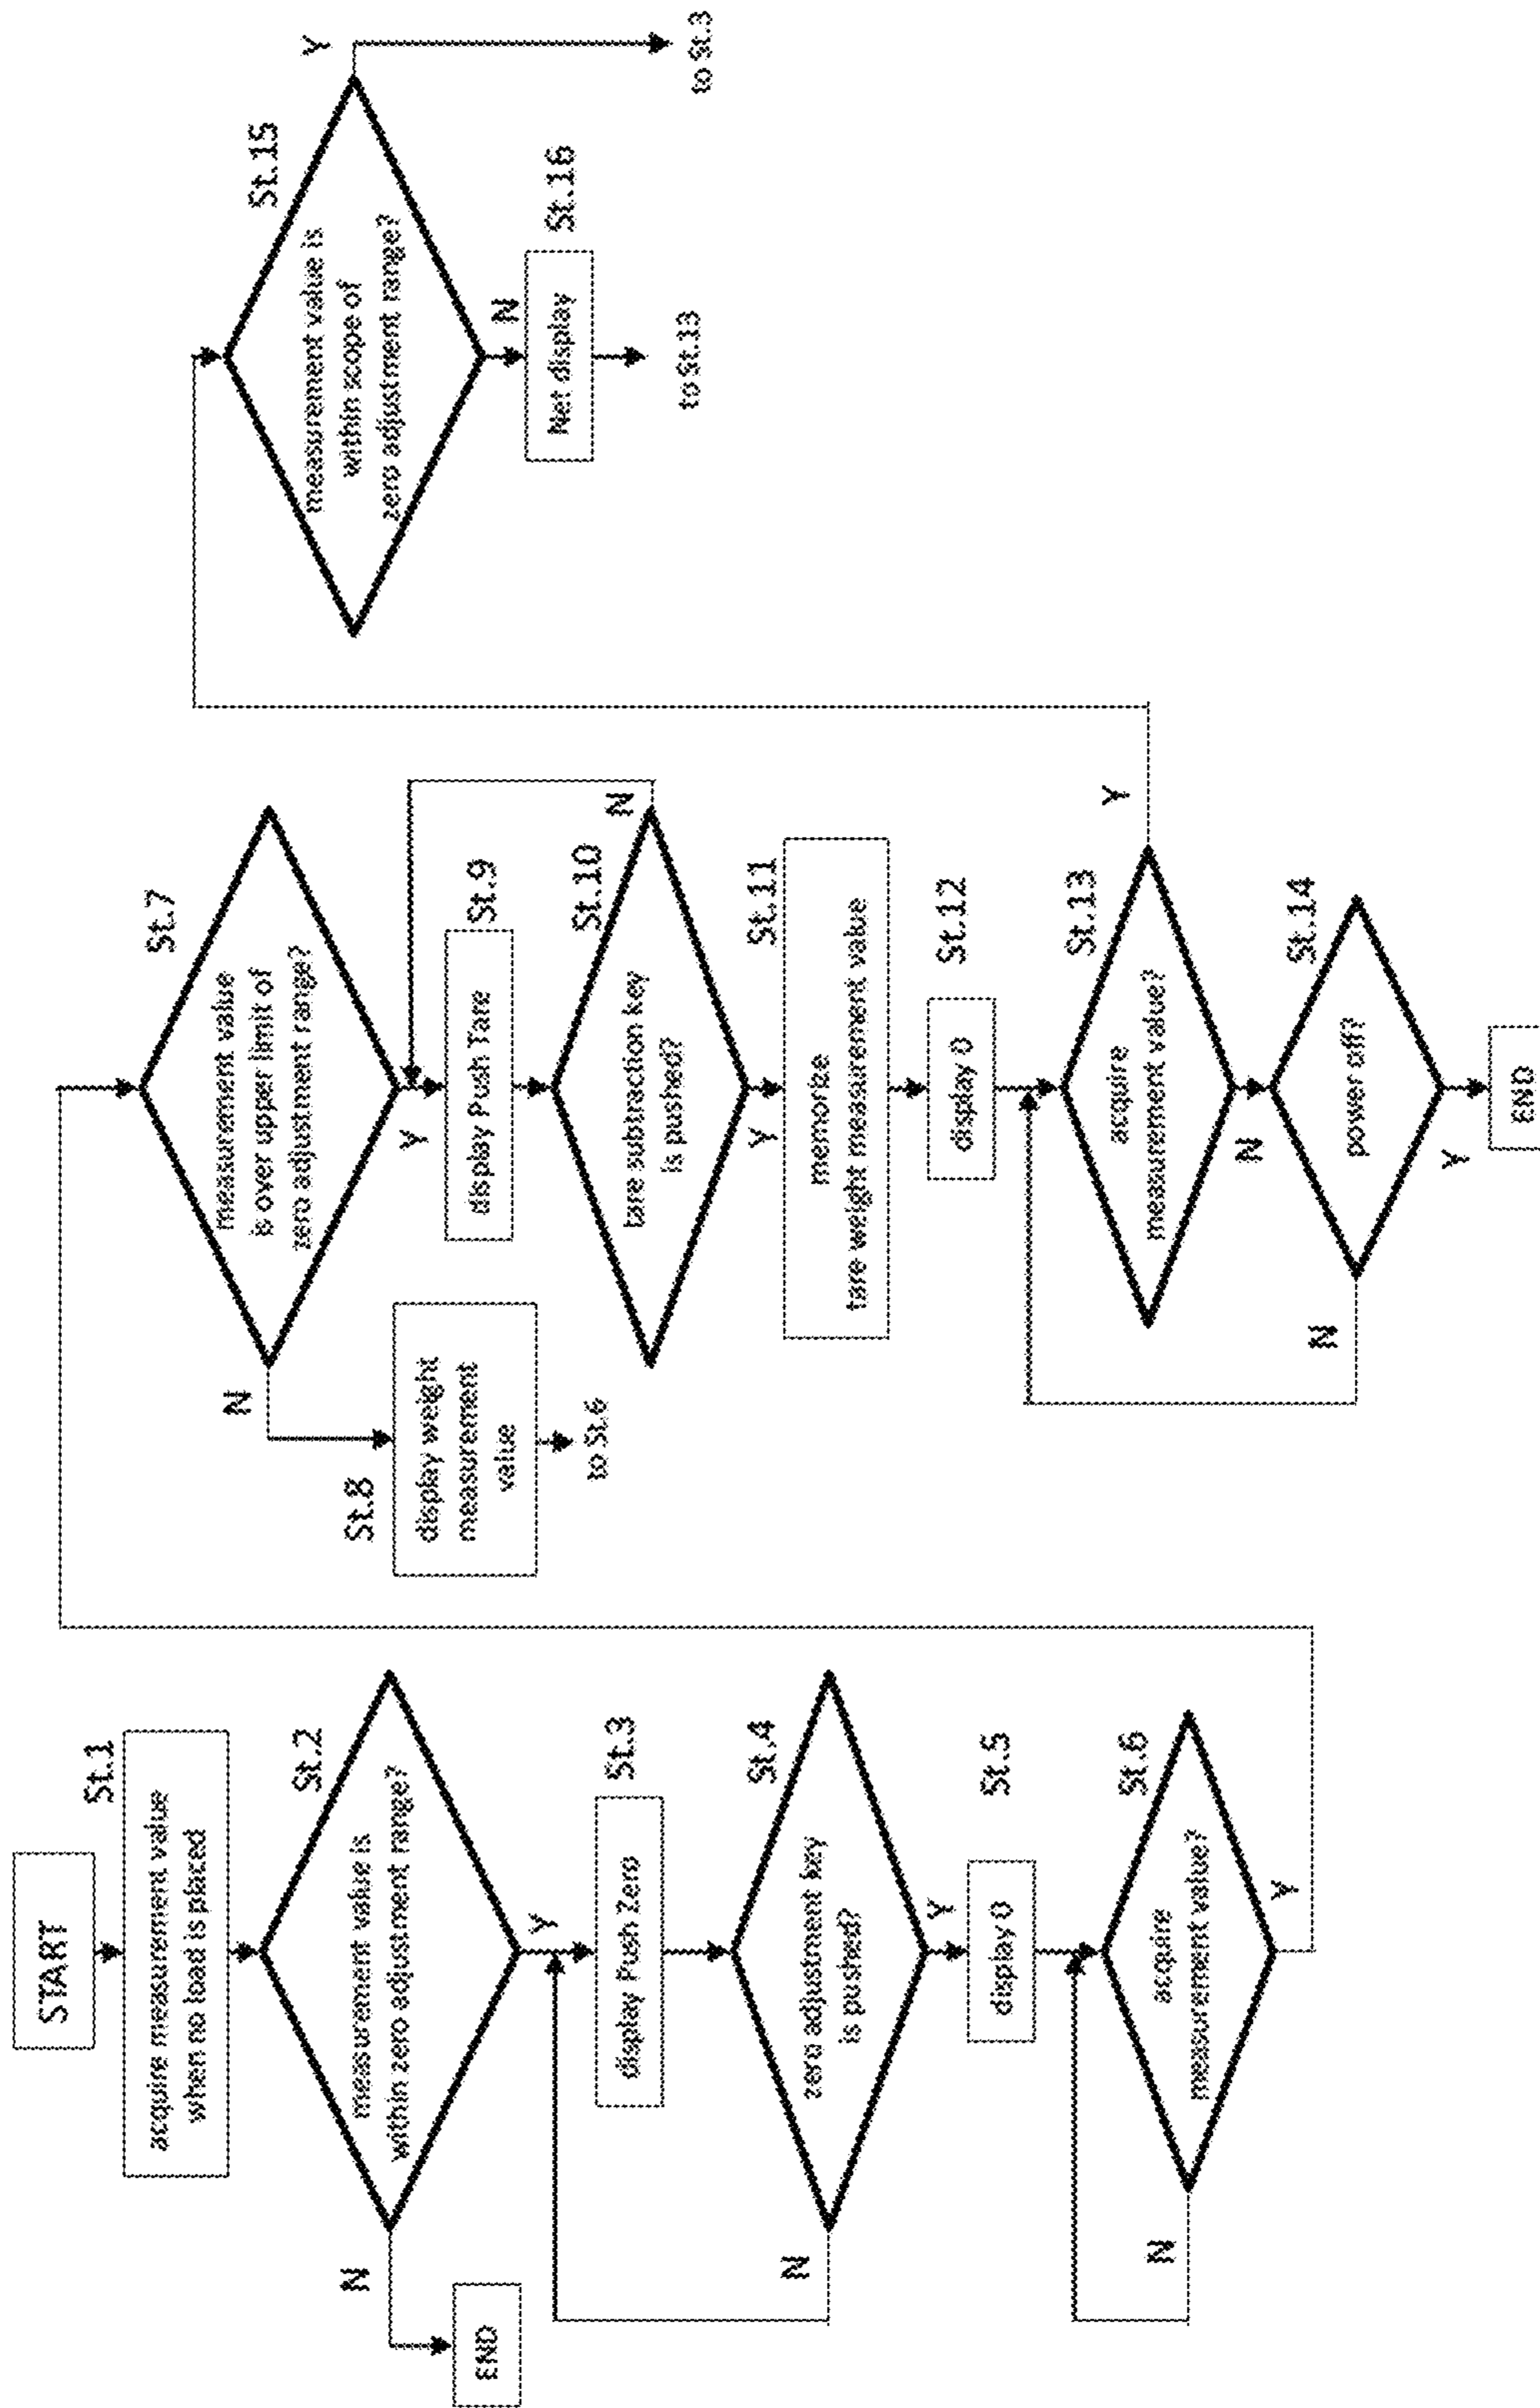 START
St.1
acquire measurement value
when no load is placed
St.2
measurement value is
within zero adjustment range?
N
END
Y
St.3
display Push Zero
St.4
zero adjustment key
is pushed?
N
Y
St.5
display 0
St.6
acquire
measurement value?
N
Y
St.7
measurement value
is over upper limit of
zero adjustment range?
N
St.8
display weight
measurement
value
to St.6
Y
St.9
display Push Tare
St.10
tare subtraction key
is pushed?
N
Y
St.11
memorize
tare weight measurement value
St.12
display 0
St.13
acquire
measurement value?
Y
N
St.14
power off?
N
Y
END
St.15
measurement value is
within scope of
zero adjustment range?
Y
to St.3
N
St.16
Net display
to St.13